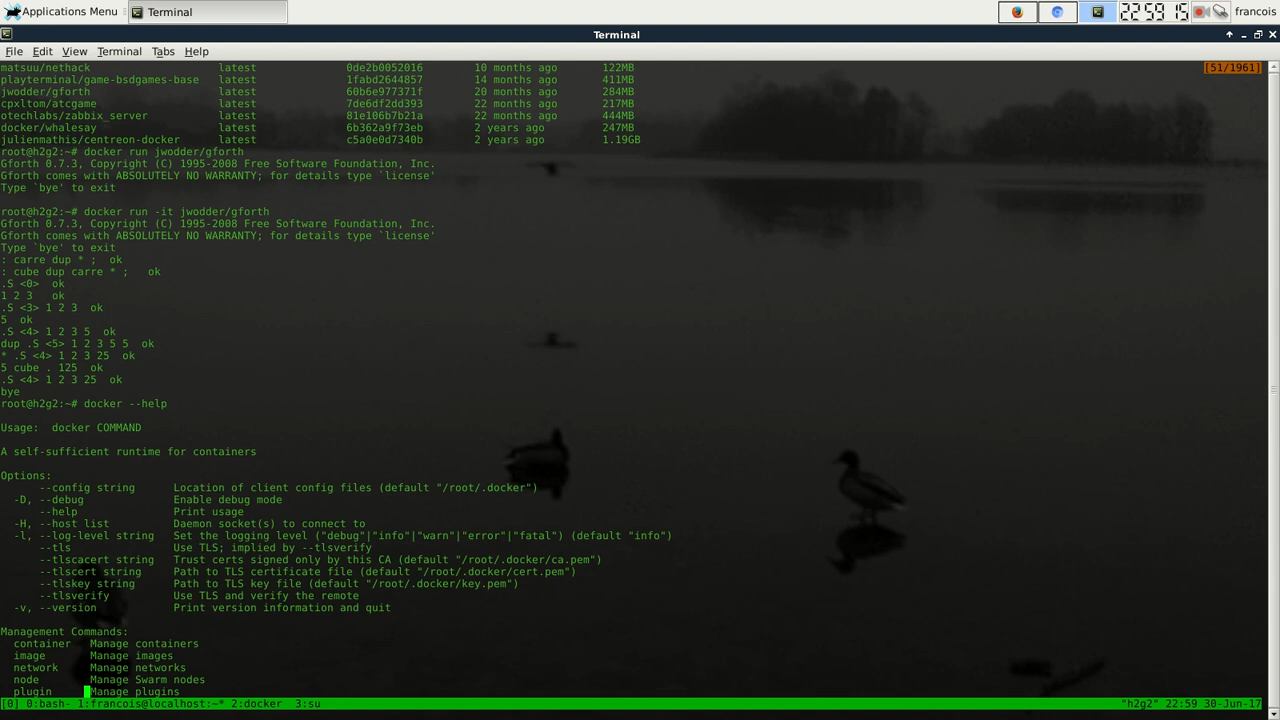 Applications Menu Terminal 22 59 15 francois
Terminal
File Edit View Terminal Tabs Help
matsuu/nethack latest 0de2b0052016 10 months ago 122MB [51/1961]
playterminal/game-bsdgames-base latest 1fabd2644857 14 months ago 411MB
jwodder/gforth latest 60b6e977371f 20 months ago 284MB
cpxltom/atcgame latest 7de6df2dd393 22 months ago 217MB
otechlabs/zabbix_server latest 81e106b7b21a 22 months ago 444MB
docker/whalesay latest 6b362a9f73eb 2 years ago 247MB
julienmathis/centreon-docker latest c5a0e0d7340b 2 years ago 1.19GB
root@h2g2:~# docker run jwodder/gforth
Gforth 0.7.3, Copyright (C) 1995-2008 Free Software Foundation, Inc.
Gforth comes with ABSOLUTELY NO WARRANTY; for details type `license'
Type `bye' to exit
root@h2g2:~# docker run -it jwodder/gforth
Gforth 0.7.3, Copyright (C) 1995-2008 Free Software Foundation, Inc.
Gforth comes with ABSOLUTELY NO WARRANTY; for details type `license'
Type `bye' to exit
: carre dup * ;  ok
: cube dup carre * ;   ok
.S <0>  ok
1 2 3   ok
.S <3> 1 2 3  ok
5  ok
.S <4> 1 2 3 5  ok
dup .S <5> 1 2 3 5 5  ok
* .S <4> 1 2 3 25  ok
5 cube . 125  ok
.S <4> 1 2 3 25  ok
bye
root@h2g2:~# docker --help
Usage:  docker COMMAND
A self-sufficient runtime for containers
Options:
--config string Location of client config files (default "/root/.docker")
-D, --debug Enable debug mode
--help Print usage
-H, --host list Daemon socket(s) to connect to
-l, --log-level string Set the logging level ("debug"|"info"|"warn"|"error"|"fatal") (default "info")
--tls Use TLS; implied by --tlsverify
--tlscacert string Trust certs signed only by this CA (default "/root/.docker/ca.pem")
--tlscert string Path to TLS certificate file (default "/root/.docker/cert.pem")
--tlskey string Path to TLS key file (default "/root/.docker/key.pem")
--tlsverify Use TLS and verify the remote
-v, --version Print version information and quit
Management Commands:
container Manage containers
image Manage images
network Manage networks
node Manage Swarm nodes
plugin Manage plugins
[0] 0:bash- 1:francois@localhost:~* 2:docker  3:su "h2g2" 22:59 30-Jun-17